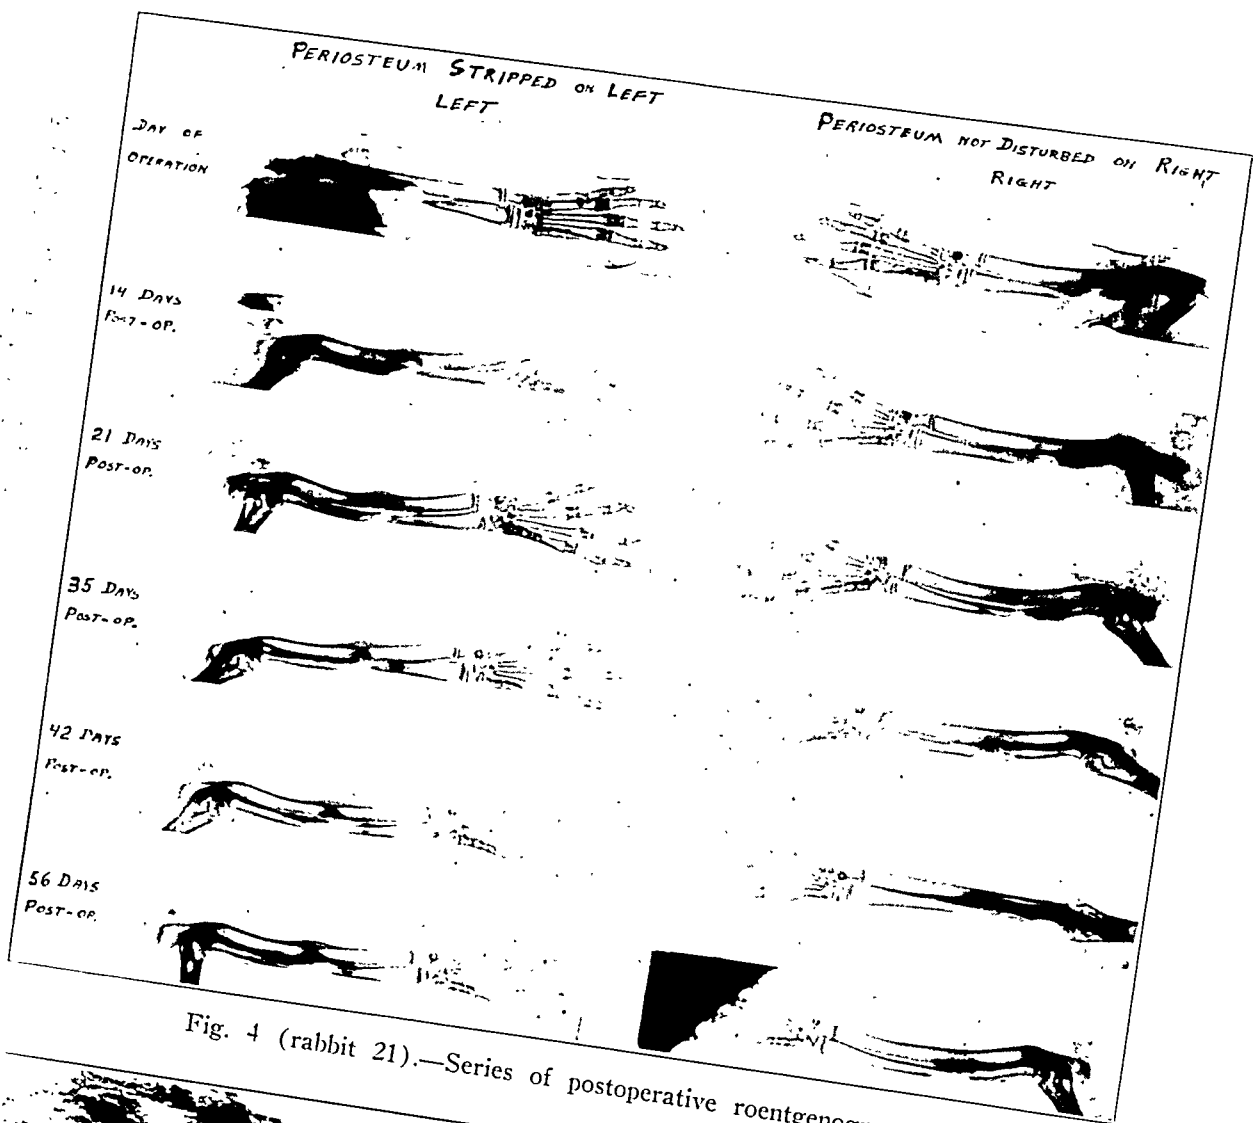 PERIOSTEUM STRIPPED ON LEFT
LEFT
PERIOSTEUM NOT DISTURBED ON RIGHT
RIGHT
DAY OF
OPERATION
14 DAYS
POST-OP.
21 DAYS
POST-OP.
35 DAYS
POST-OP.
42 DAYS
POST-OP.
56 DAYS
POST-OP.
Fig. 4 (rabbit 21).—Series of postoperative